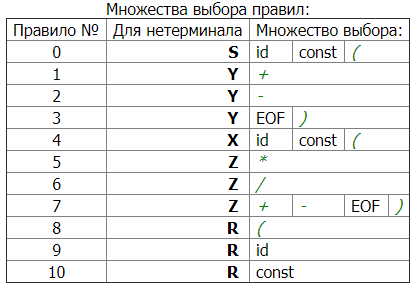 Множества выбора правил:
Правило № Для нетерминала Множество выбора:
0 S id const (
1 Y +
2 Y -
3 Y EOF )
4 X id const (
5 Z *
6 Z /
7 Z + - EOF )
8 R (
9 R id
10 R const